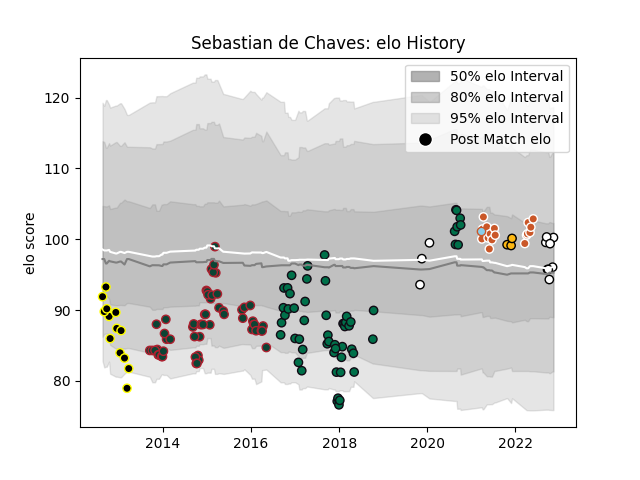 Sebastian de Chaves: elo History
50% elo Interval
80% elo Interval
95% elo Interval
Post Match elo
elo score
120
110
100
90
80
2014
2016
2018
2020
2022